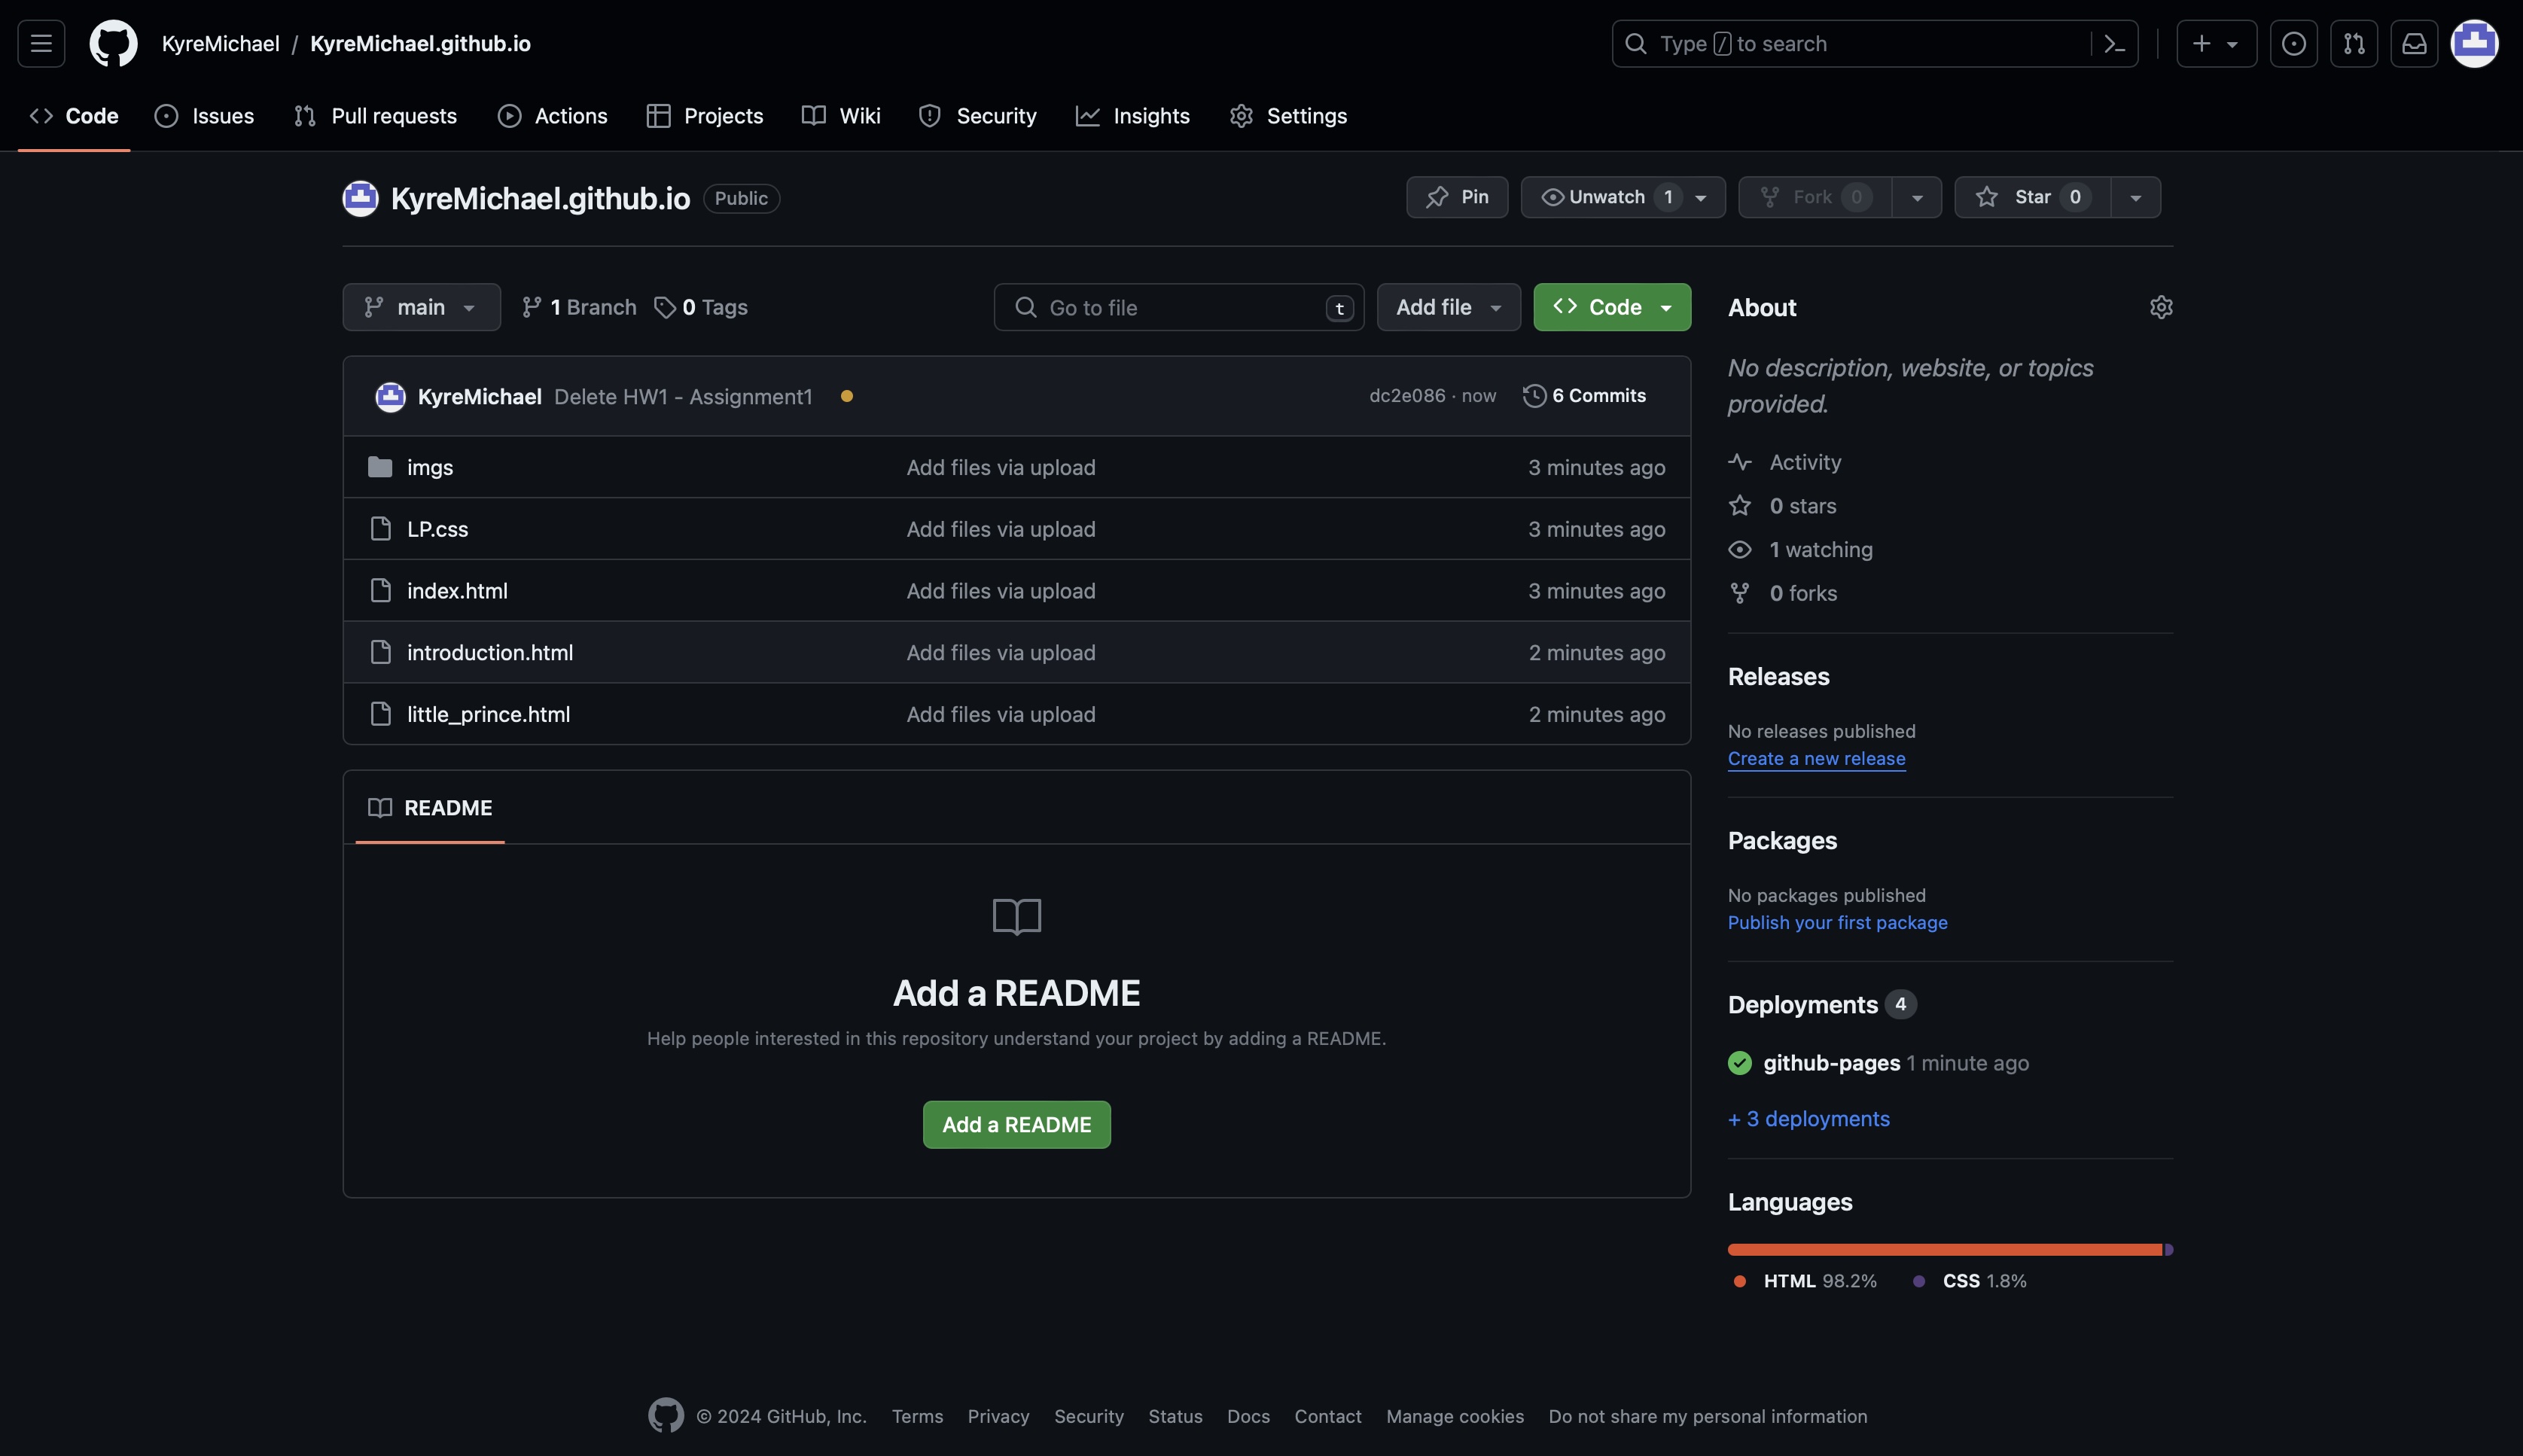 KyreMichael / KyreMichael.github.io
Type / to search
Code Issues Pull requests Actions Projects Wiki Security Insights Settings
KyreMichael.github.io Public
Pin Unwatch 1 Fork 0 Star 0
main 1 Branch 0 Tags Go to file t Add file Code
KyreMichael Delete HW1 - Assignment1 dc2e086 · now 6 Commits
imgs Add files via upload 3 minutes ago
LP.css Add files via upload 3 minutes ago
index.html Add files via upload 3 minutes ago
introduction.html Add files via upload 2 minutes ago
little_prince.html Add files via upload 2 minutes ago
README
Add a README
Help people interested in this repository understand your project by adding a README.
Add a README
About
No description, website, or topics
provided.
Activity
0 stars
1 watching
0 forks
Releases
No releases published
Create a new release
Packages
No packages published
Publish your first package
Deployments 4
github-pages 1 minute ago
+ 3 deployments
Languages
HTML 98.2% CSS 1.8%
© 2024 GitHub, Inc. Terms Privacy Security Status Docs Contact Manage cookies Do not share my personal information